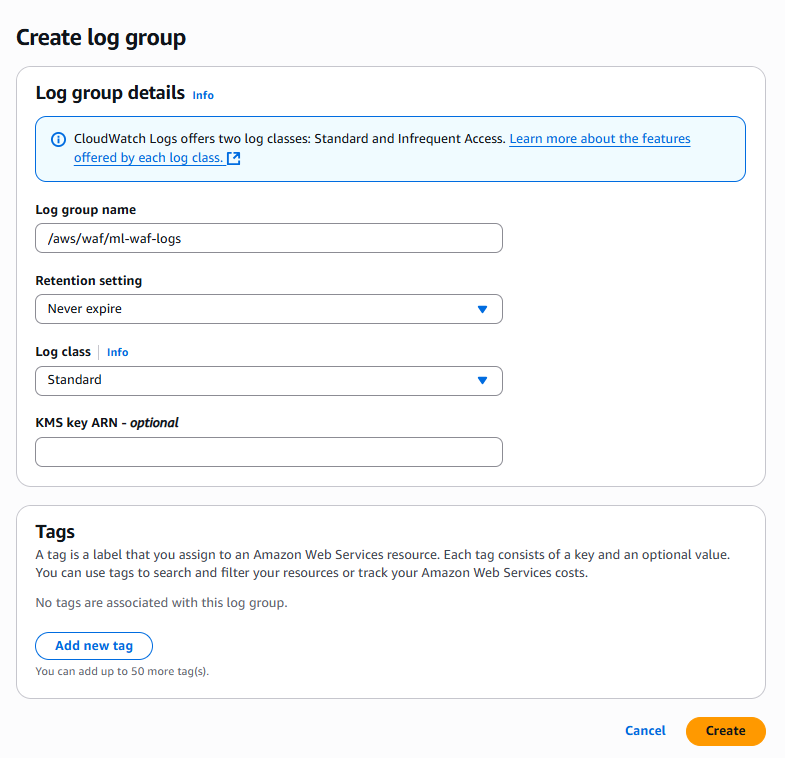 Create log group
Log group details Info
CloudWatch Logs offers two log classes: Standard and Infrequent Access. Learn more about the features
offered by each log class.
Log group name
/aws/waf/ml-waf-logs
Retention setting
Never expire
Log class Info
Standard
KMS key ARN - optional
Tags
A tag is a label that you assign to an Amazon Web Services resource. Each tag consists of a key and an optional value.
You can use tags to search and filter your resources or track your Amazon Web Services costs.
No tags are associated with this log group.
Add new tag
You can add up to 50 more tag(s).
Cancel Create